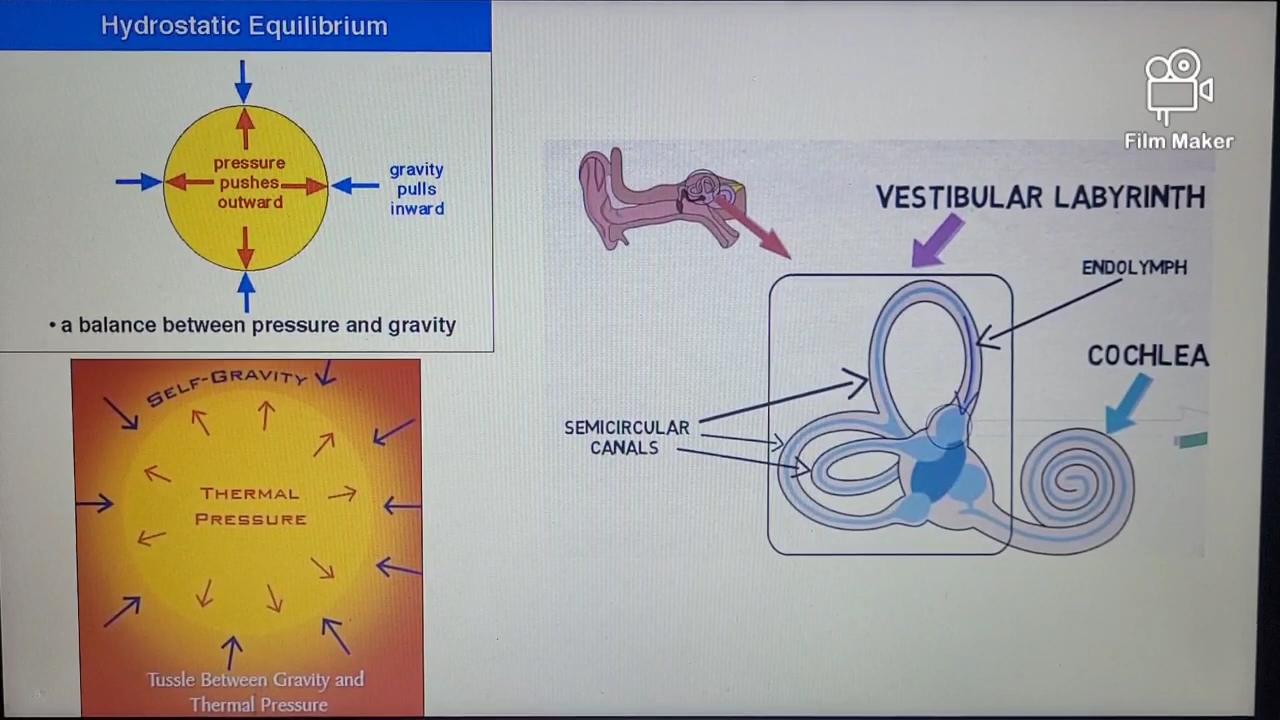 Hydrostatic Equilibrium
pressure
pushes
outward
gravity
pulls
inward
• a balance between pressure and gravity
SELF-GRAVITY
THERMAL
PRESSURE
Tussle Between Gravity and
Thermal Pressure
Film Maker
VESTIBULAR LABYRINTH
ENDOLYMPH
COCHLEA
SEMICIRCULAR
CANALS